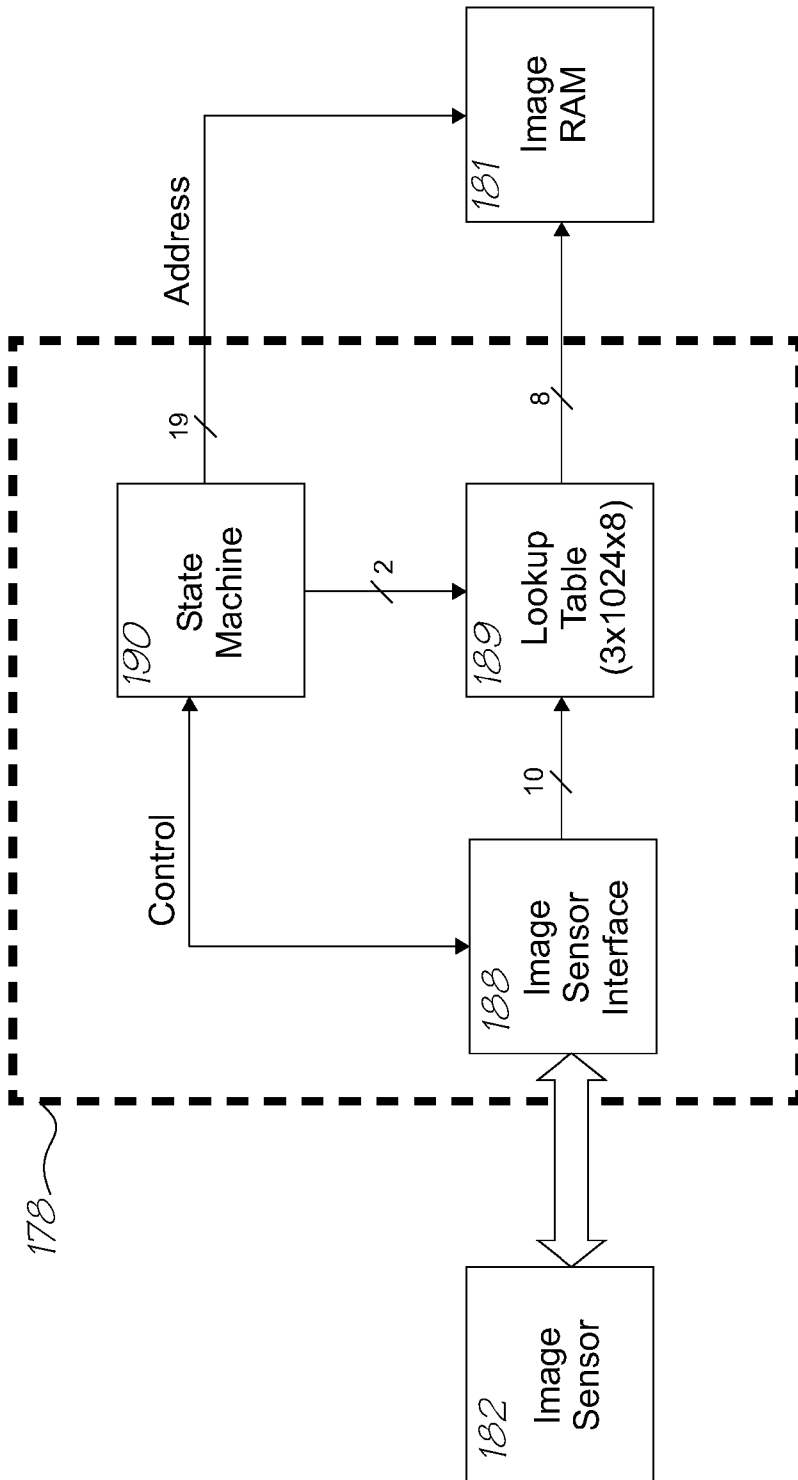 178
182
Image
Sensor
Control
188
Image
Sensor
Interface
10
190
State
Machine
2
189
Lookup
Table
(3x1024x8)
19
Address
8
181
Image
RAM